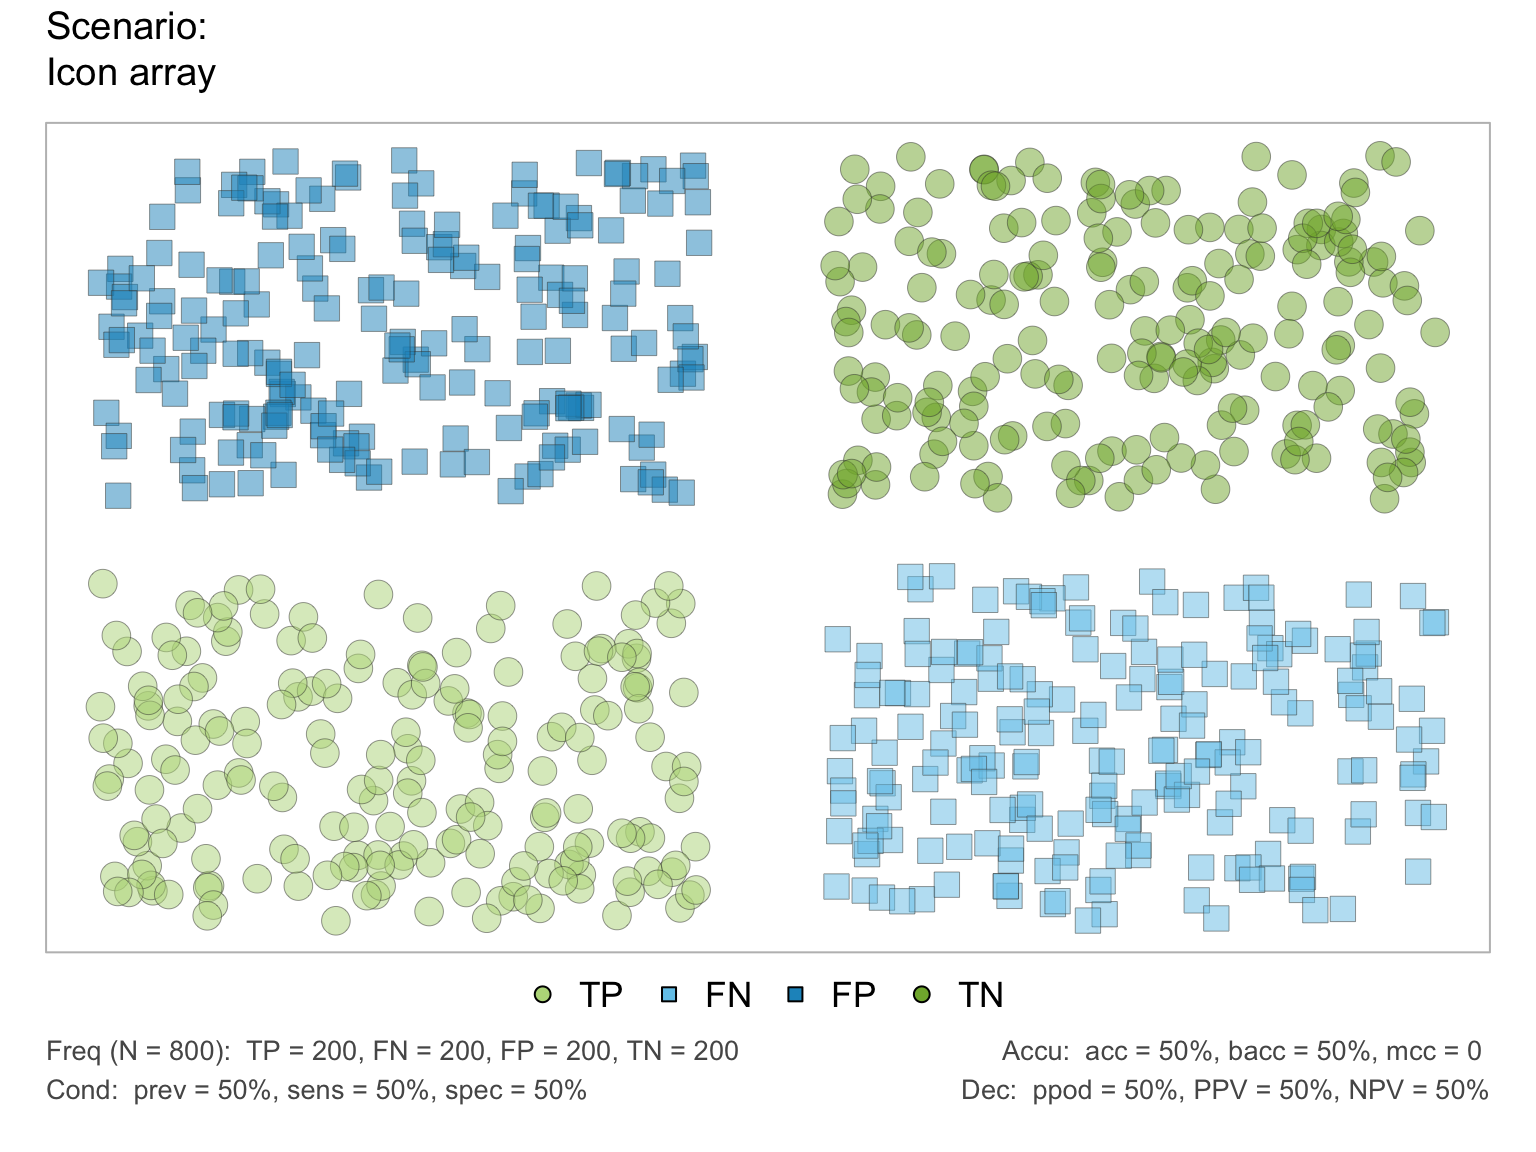 Scenario:
Icon array
TP FN FP TN
Freq (N = 800):  TP = 200, FN = 200, FP = 200, TN = 200
Accu:  acc = 50%, bacc = 50%, mcc = 0
Cond:  prev = 50%, sens = 50%, spec = 50%
Dec:  ppod = 50%, PPV = 50%, NPV = 50%